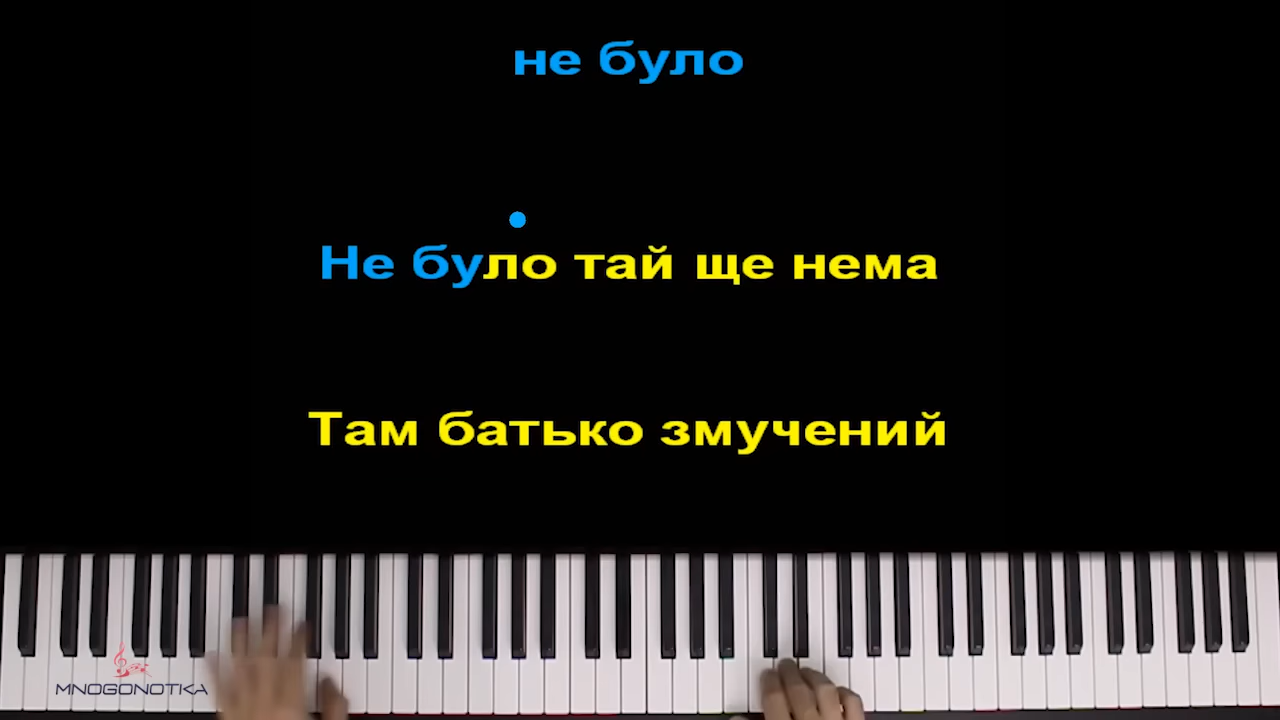 не було
Не було тай ще нема
Там батько змучений
MNOGONOTKA